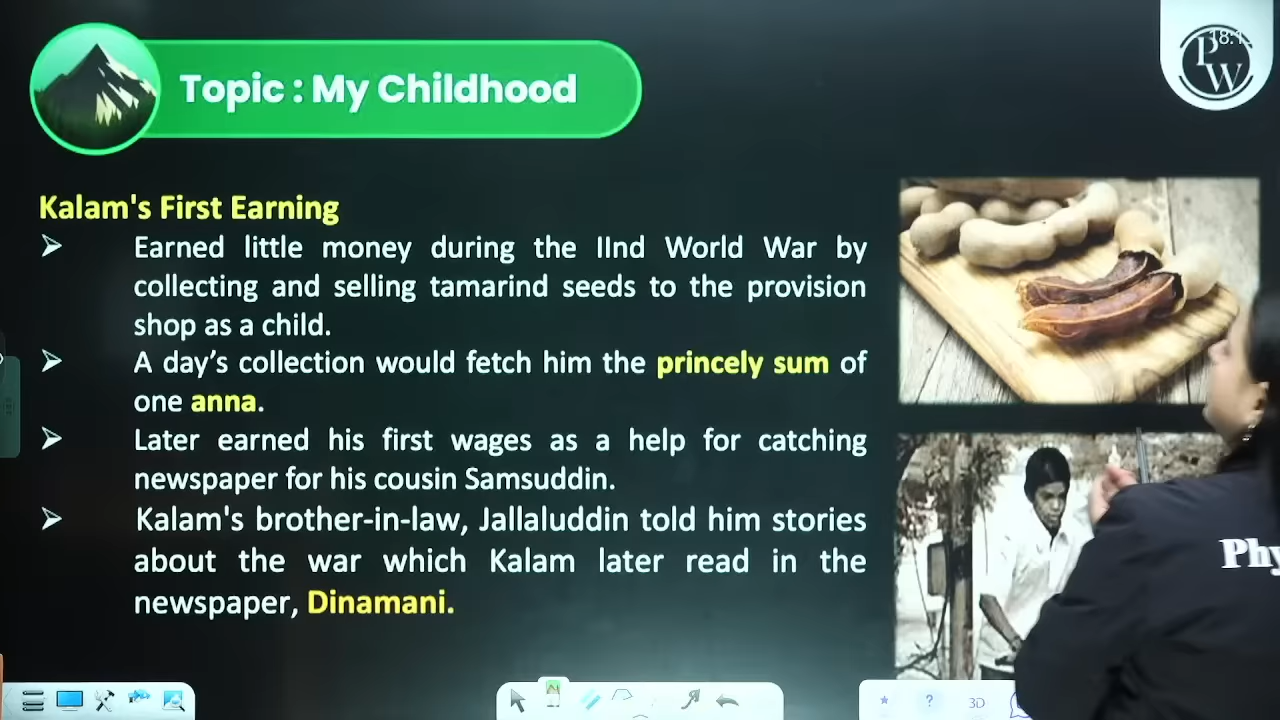 Topic : My Childhood
Kalam's First Earning
Earned little money during the IInd World War by
collecting and selling tamarind seeds to the provision
shop as a child.
A day’s collection would fetch him the princely sum of
one anna.
Later earned his first wages as a help for catching
newspaper for his cousin Samsuddin.
Kalam's brother-in-law, Jallaluddin told him stories
about the war which Kalam later read in the
newspaper, Dinamani.
PW
Phy
?
3D